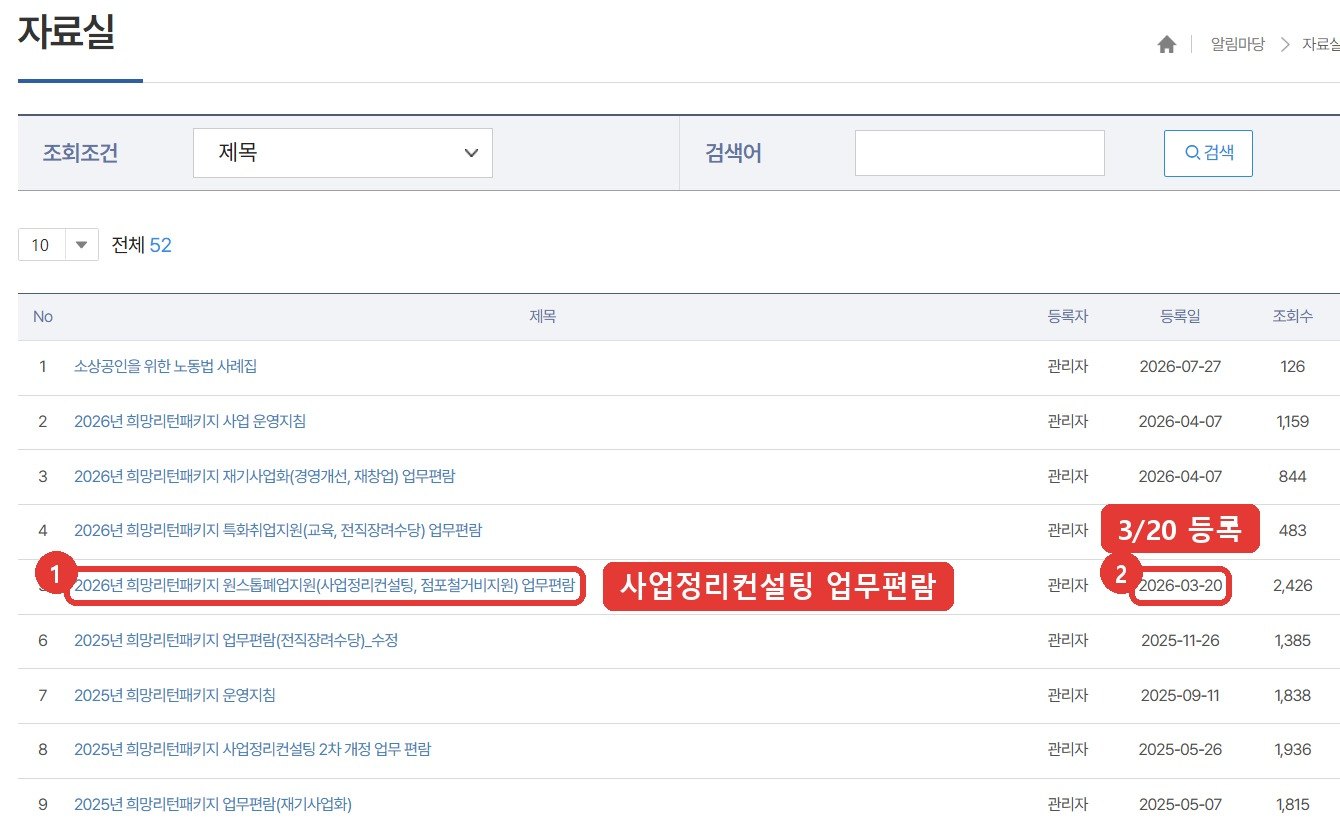 자료실
알림마당 > 자료실
조회조건 제목 검색어 검색
10 전체 52
No 제목 등록자 등록일 조회수
1 소상공인을 위한 노동법 사례집 관리자 2026-07-27 126
2 2026년 희망리턴패키지 사업 운영지침 관리자 2026-04-07 1,159
3 2026년 희망리턴패키지 재기사업화(경영개선, 재창업) 업무편람 관리자 2026-04-07 844
4 2026년 희망리턴패키지 특화취업지원(교육, 전직장려수당) 업무편람 관리자 3/20 등록 483
1 2026년 희망리턴패키지 원스톱폐업지원(사업정리컨설팅, 점포철거비지원) 업무편람 사업정리컨설팅 업무편람 관리자 2 2026-03-20 2,426
6 2025년 희망리턴패키지 업무편람(전직장려수당)_수정 관리자 2025-11-26 1,385
7 2025년 희망리턴패키지 운영지침 관리자 2025-09-11 1,838
8 2025년 희망리턴패키지 사업정리컨설팅 2차 개정 업무 편람 관리자 2025-05-26 1,936
9 2025년 희망리턴패키지 업무편람(재기사업화) 관리자 2025-05-07 1,815